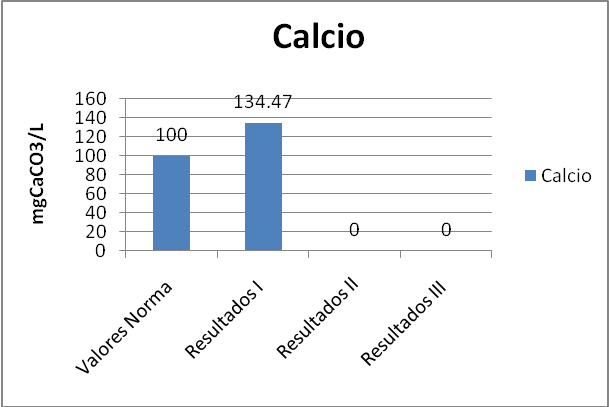 Calcio
mgCaCO3/L
160
140
120
100
80
60
40
20
0
100
134.47
0
0
Valores Norma
Resultados I
Resultados II
Resultados III
Calcio